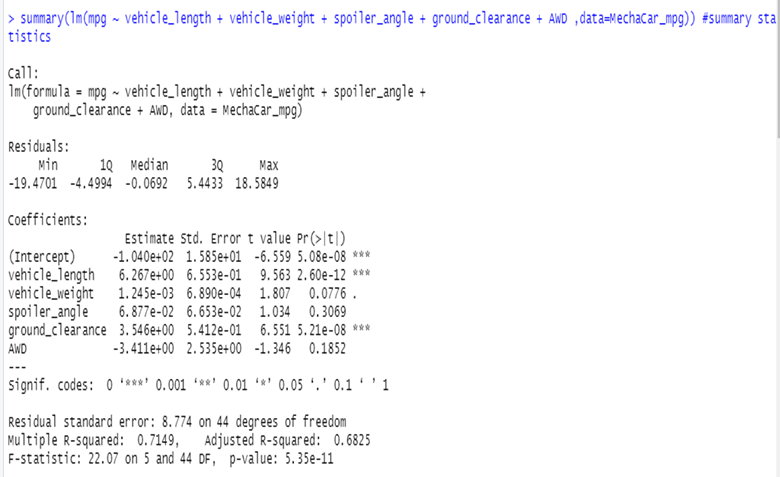 > summary(lm(mpg ~ vehicle_length + vehicle_weight + spoiler_angle + ground_clearance + AWD ,data=MechaCar_mpg)) #summary sta
tistics
Call:
lm(formula = mpg ~ vehicle_length + vehicle_weight + spoiler_angle +
    ground_clearance + AWD, data = MechaCar_mpg)
Residuals:
     Min       1Q   Median       3Q      Max
-19.4701  -4.4994  -0.0692   5.4433  18.5849
Coefficients:
                   Estimate Std. Error t value Pr(>|t|)
(Intercept)      -1.040e+02  1.585e+01  -6.559 5.08e-08 ***
vehicle_length    6.267e+00  6.553e-01   9.563 2.60e-12 ***
vehicle_weight    1.245e-03  6.890e-04   1.807   0.0776 .
spoiler_angle     6.877e-02  6.653e-02   1.034   0.3069
ground_clearance  3.546e+00  5.412e-01   6.551 5.21e-08 ***
AWD              -3.411e+00  2.535e+00  -1.346   0.1852
---
Signif. codes:  0 ‘***’ 0.001 ‘**’ 0.01 ‘*’ 0.05 ‘.’ 0.1 ‘ ’ 1
Residual standard error: 8.774 on 44 degrees of freedom
Multiple R-squared:  0.7149,    Adjusted R-squared:  0.6825
F-statistic: 22.07 on 5 and 44 DF,  p-value: 5.35e-11